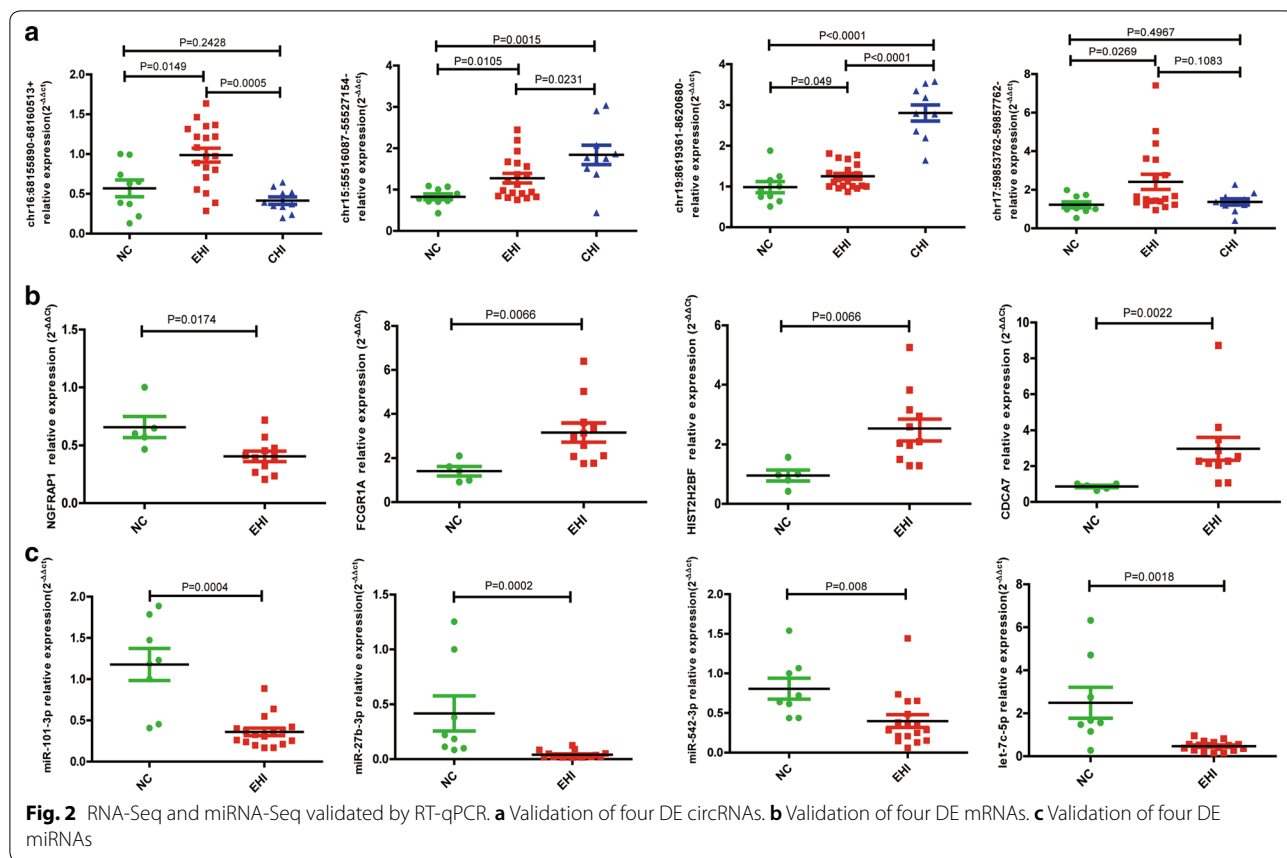 a
P=0.2428
P=0.0149
P=0.0005
chr16:68155890-68160513+
relative expression(2-ΔΔCt)
2.0
1.5
1.0
0.5
0.0
NC
EHI
CHI
P=0.0015
P=0.0105
P=0.0231
chr15:55516087-55527154-
relative expression(2-ΔΔCt)
4
3
2
1
0
NC
EHI
CHI
P<0.0001
P<0.0001
P=0.049
chr19:8619361-8620680-
relative expression(2-ΔΔCt)
4
3
2
1
0
NC
EHI
CHI
P=0.4967
P=0.0269
P=0.1083
chr17:59853762-59857762-
relative expression(2-ΔΔCt)
8
6
4
2
0
NC
EHI
CHI
b
P=0.0174
NGFRAP1 relative expression (2-ΔΔCt)
1.5
1.0
0.5
0.0
NC
EHI
P=0.0066
FCGR1A relative expression (2-ΔΔCt)
8
6
4
2
0
NC
EHI
P=0.0066
HIST2H2BF relative expression (2-ΔΔCt)
6
4
2
0
NC
EHI
P=0.0022
CDCA7 relative expression (2-ΔΔCt)
10
8
6
4
2
0
NC
EHI
c
P=0.0004
miR-101-3p relative expression(2-ΔΔct)
2.0
1.5
1.0
0.5
0.0
NC
EHI
P=0.0002
miR-27b-3p relative expression(2-ΔΔct)
1.5
1.0
0.5
0.0
NC
EHI
P=0.008
miR-542-3p relative expression(2-ΔΔct)
2.0
1.5
1.0
0.5
0.0
NC
EHI
P=0.0018
let-7c-5p relative expression(2-ΔΔct)
8
6
4
2
0
NC
EHI
Fig. 2 RNA-Seq and miRNA-Seq validated by RT-qPCR. a Validation of four DE circRNAs. b Validation of four DE mRNAs. c Validation of four DE
miRNAs